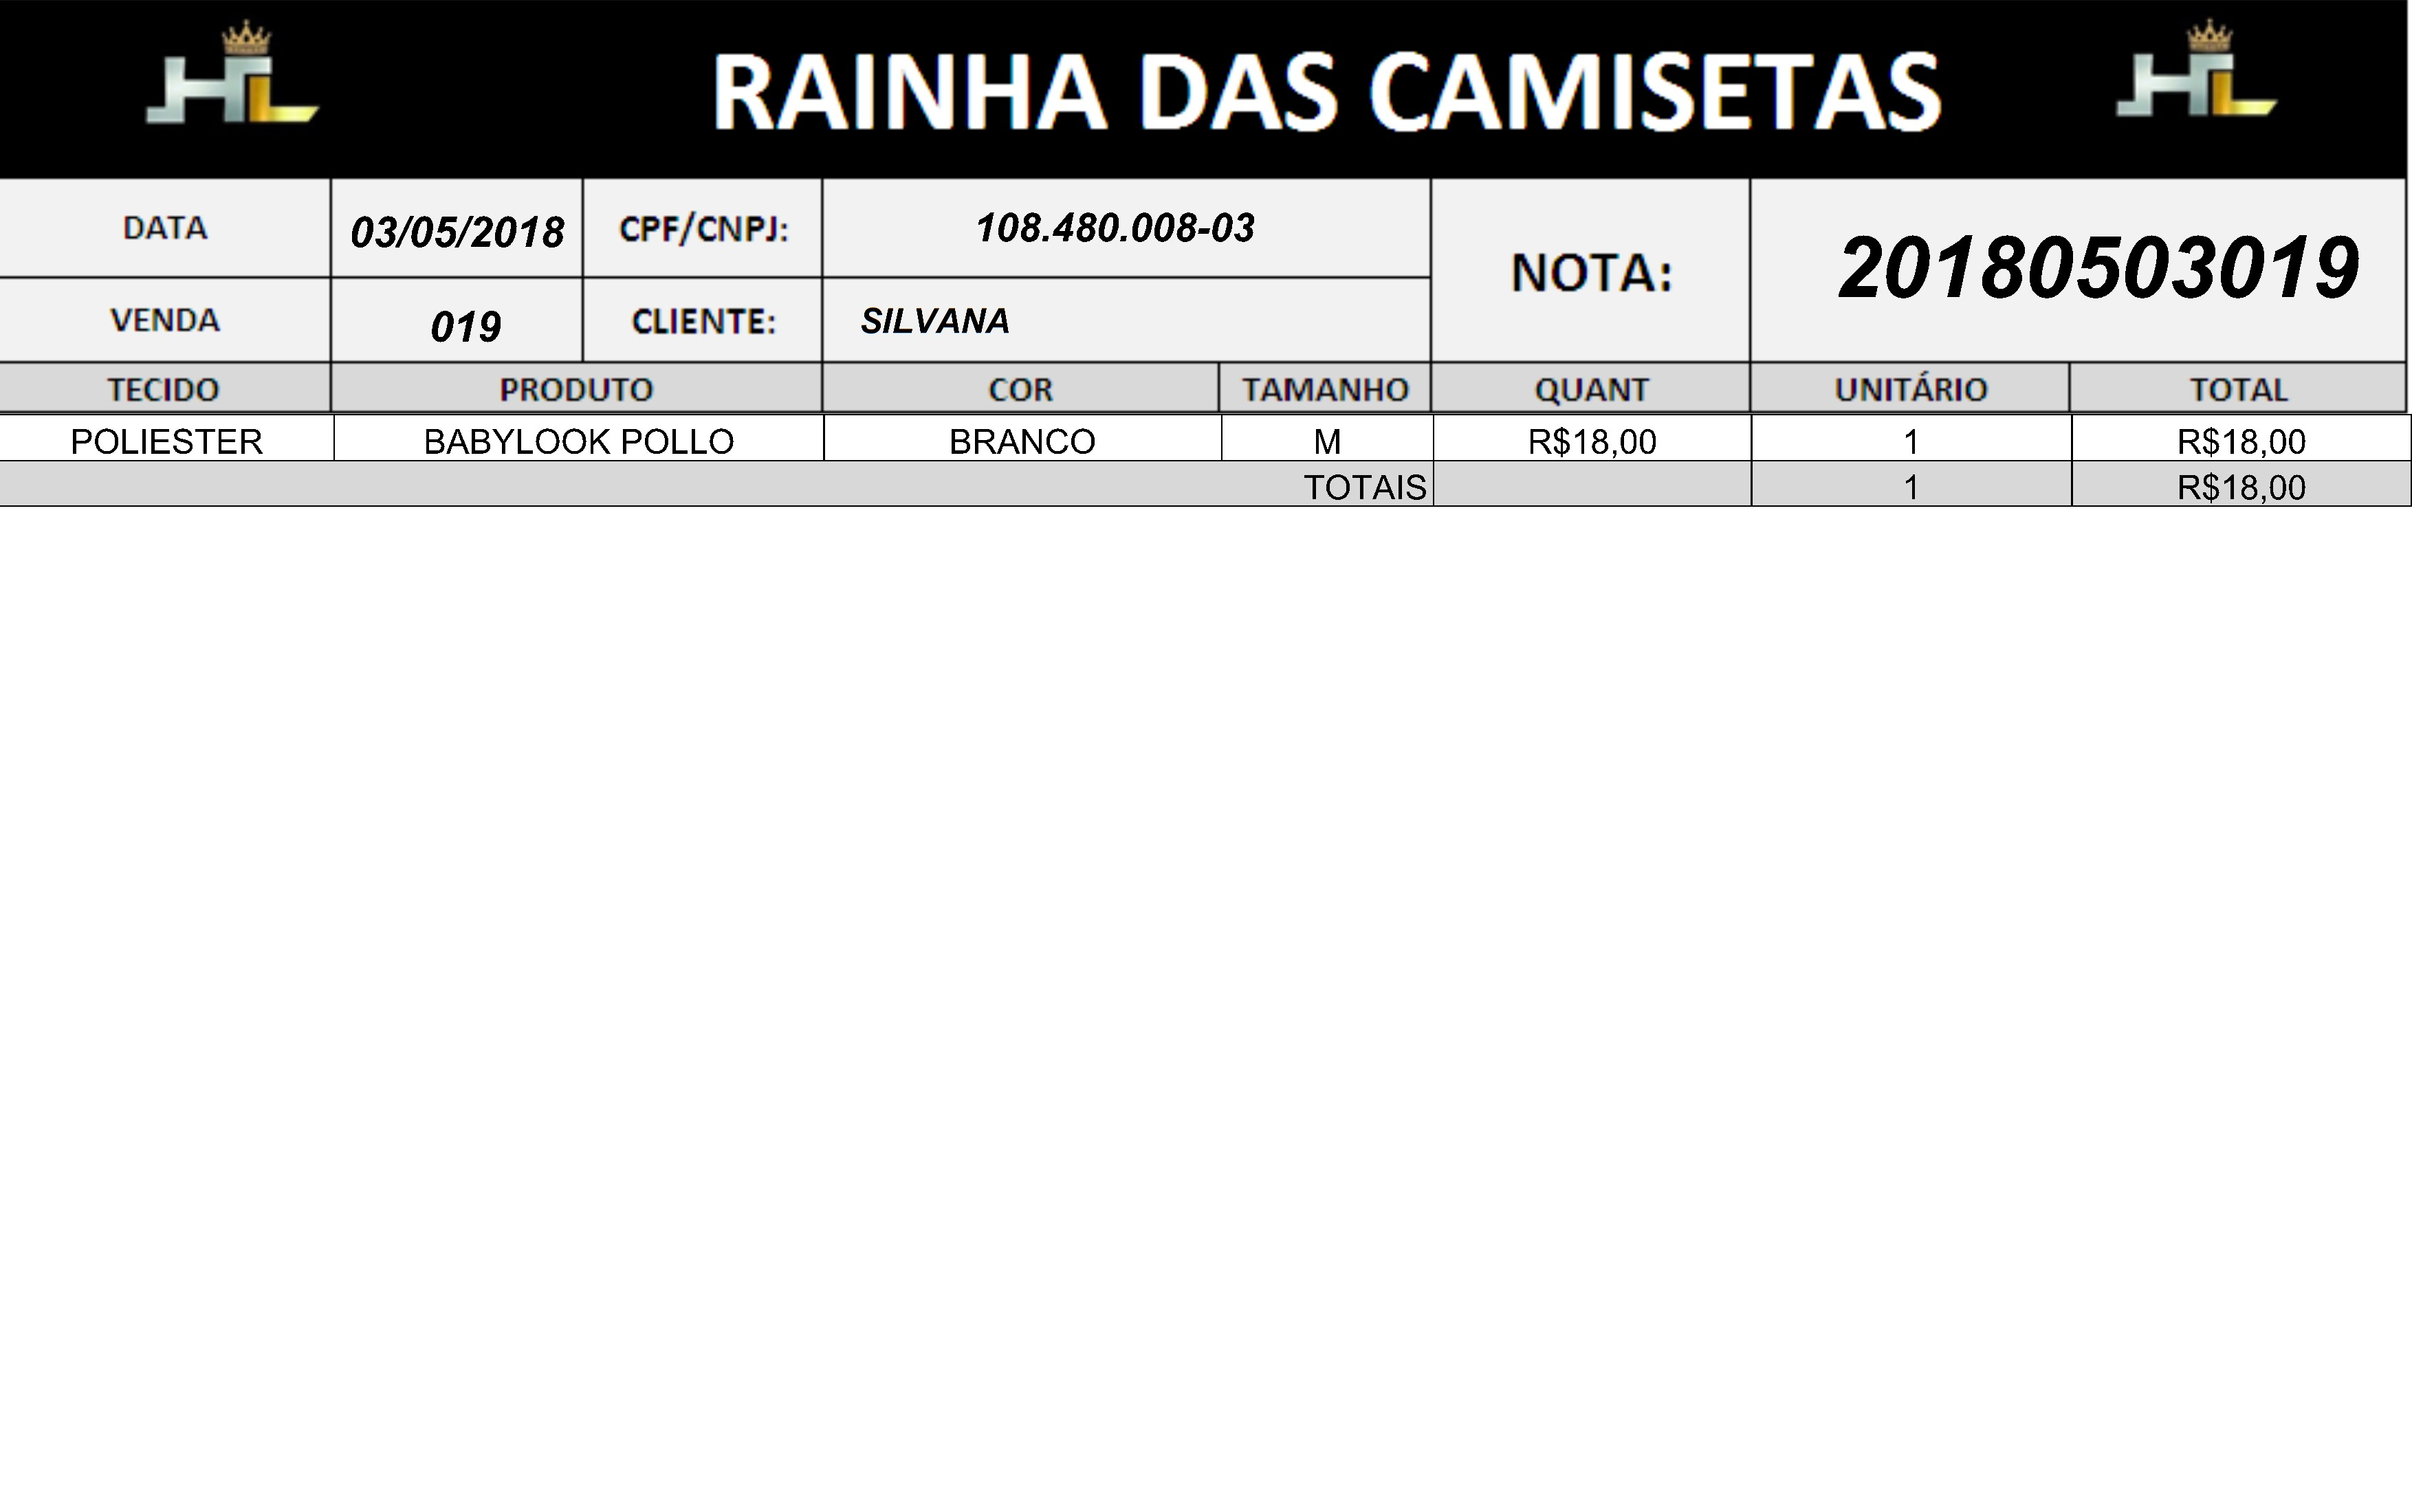 HL RAINHA DAS CAMISETAS HL
DATA 03/05/2018 CPF/CNPJ: 108.480.008-03 NOTA: 20180503019
VENDA 019 CLIENTE: SILVANA
TECIDO PRODUTO COR TAMANHO QUANT UNITÁRIO TOTAL
POLIESTER BABYLOOK POLLO BRANCO M R$18,00 1 R$18,00
TOTAIS 1 R$18,00